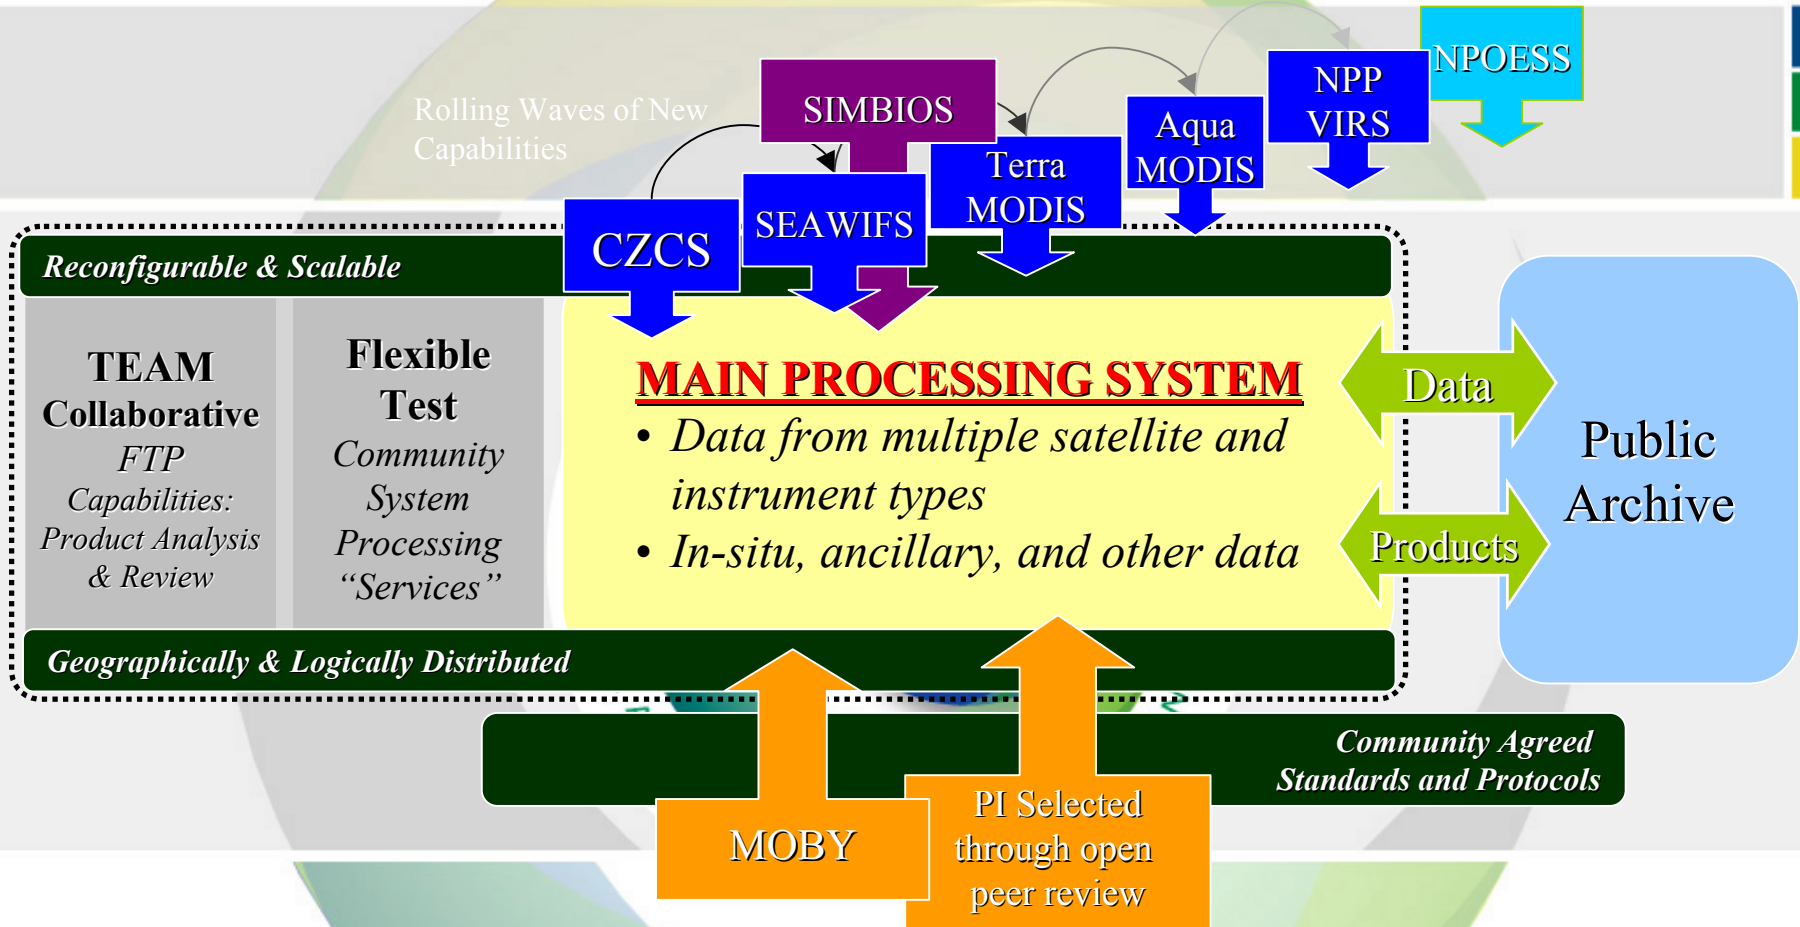 NPOESS
NPP
VIRS
SIMBIOS
Rolling Waves of New
Capabilities
Aqua
MODIS
Terra
MODIS
SEAWIFS
CZCS
Reconfigurable & Scalable
TEAM
Collaborative
FTP
Capabilities:
Product Analysis
& Review
Flexible
Test
Community
System
Processing
“Services”
MAIN PROCESSING SYSTEM
• Data from multiple satellite and
instrument types
• In-situ, ancillary, and other data
Data
Products
Public
Archive
Geographically & Logically Distributed
Community Agreed
Standards and Protocols
MOBY
PI Selected
through open
peer review